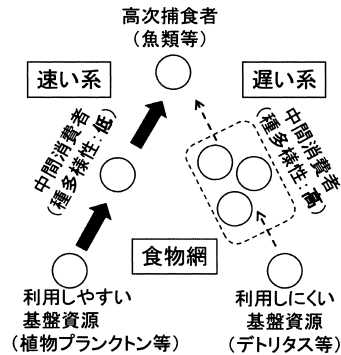 高次捕食者
(魚類等)
速い系
遅い系
中間消費者
(種多様性:低)
中間消費者
(種多様性:高)
食物網
利用しやすい
基盤資源
(植物プランクトン等)
利用しにくい
基盤資源
(デトリタス等)